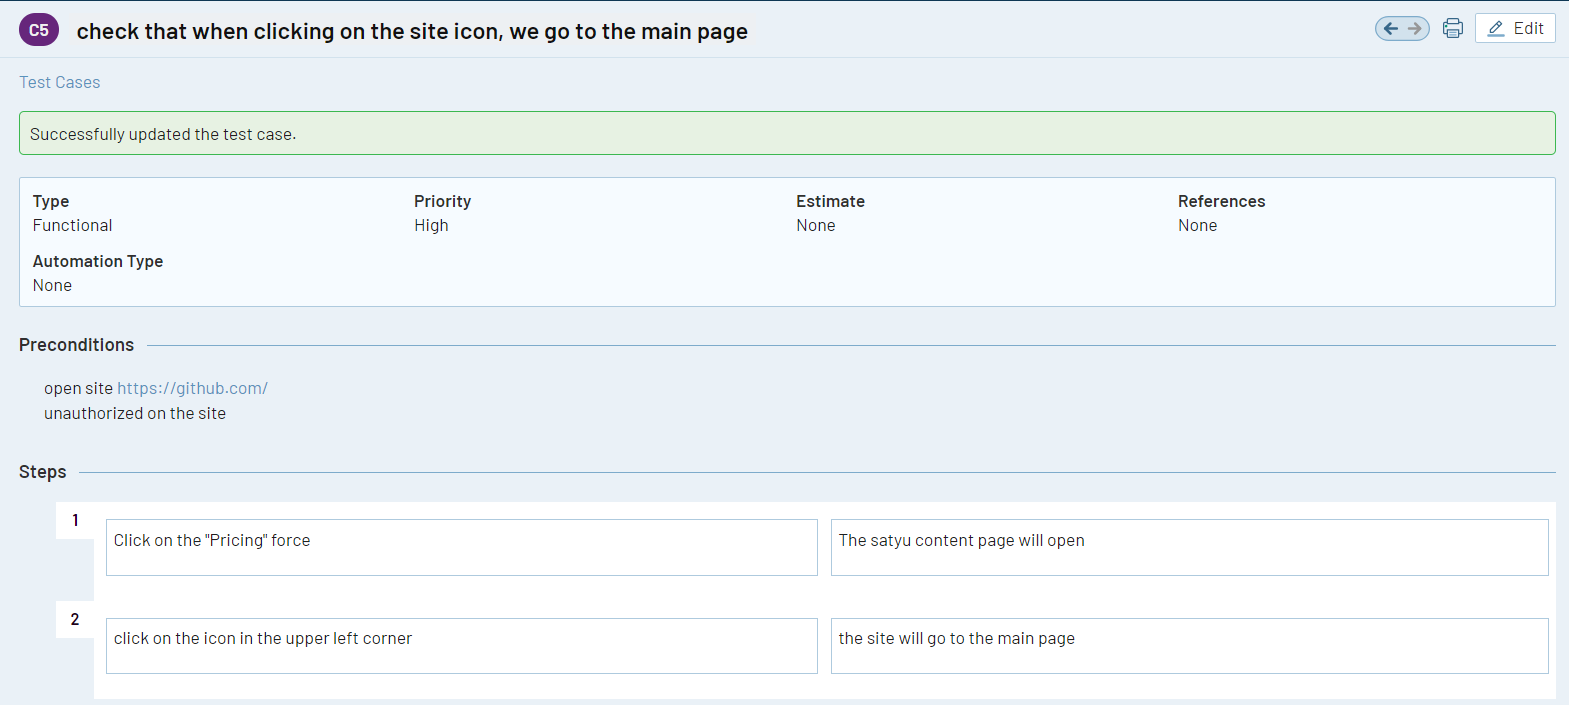 C5
check that when clicking on the site icon, we go to the main page
Edit
Test Cases
Successfully updated the test case.
Type
Functional
Priority
High
Estimate
None
References
None
Automation Type
None
Preconditions
open site https://github.com/
unauthorized on the site
Steps
1
Click on the "Pricing" force
The satyu content page will open
2
click on the icon in the upper left corner
the site will go to the main page